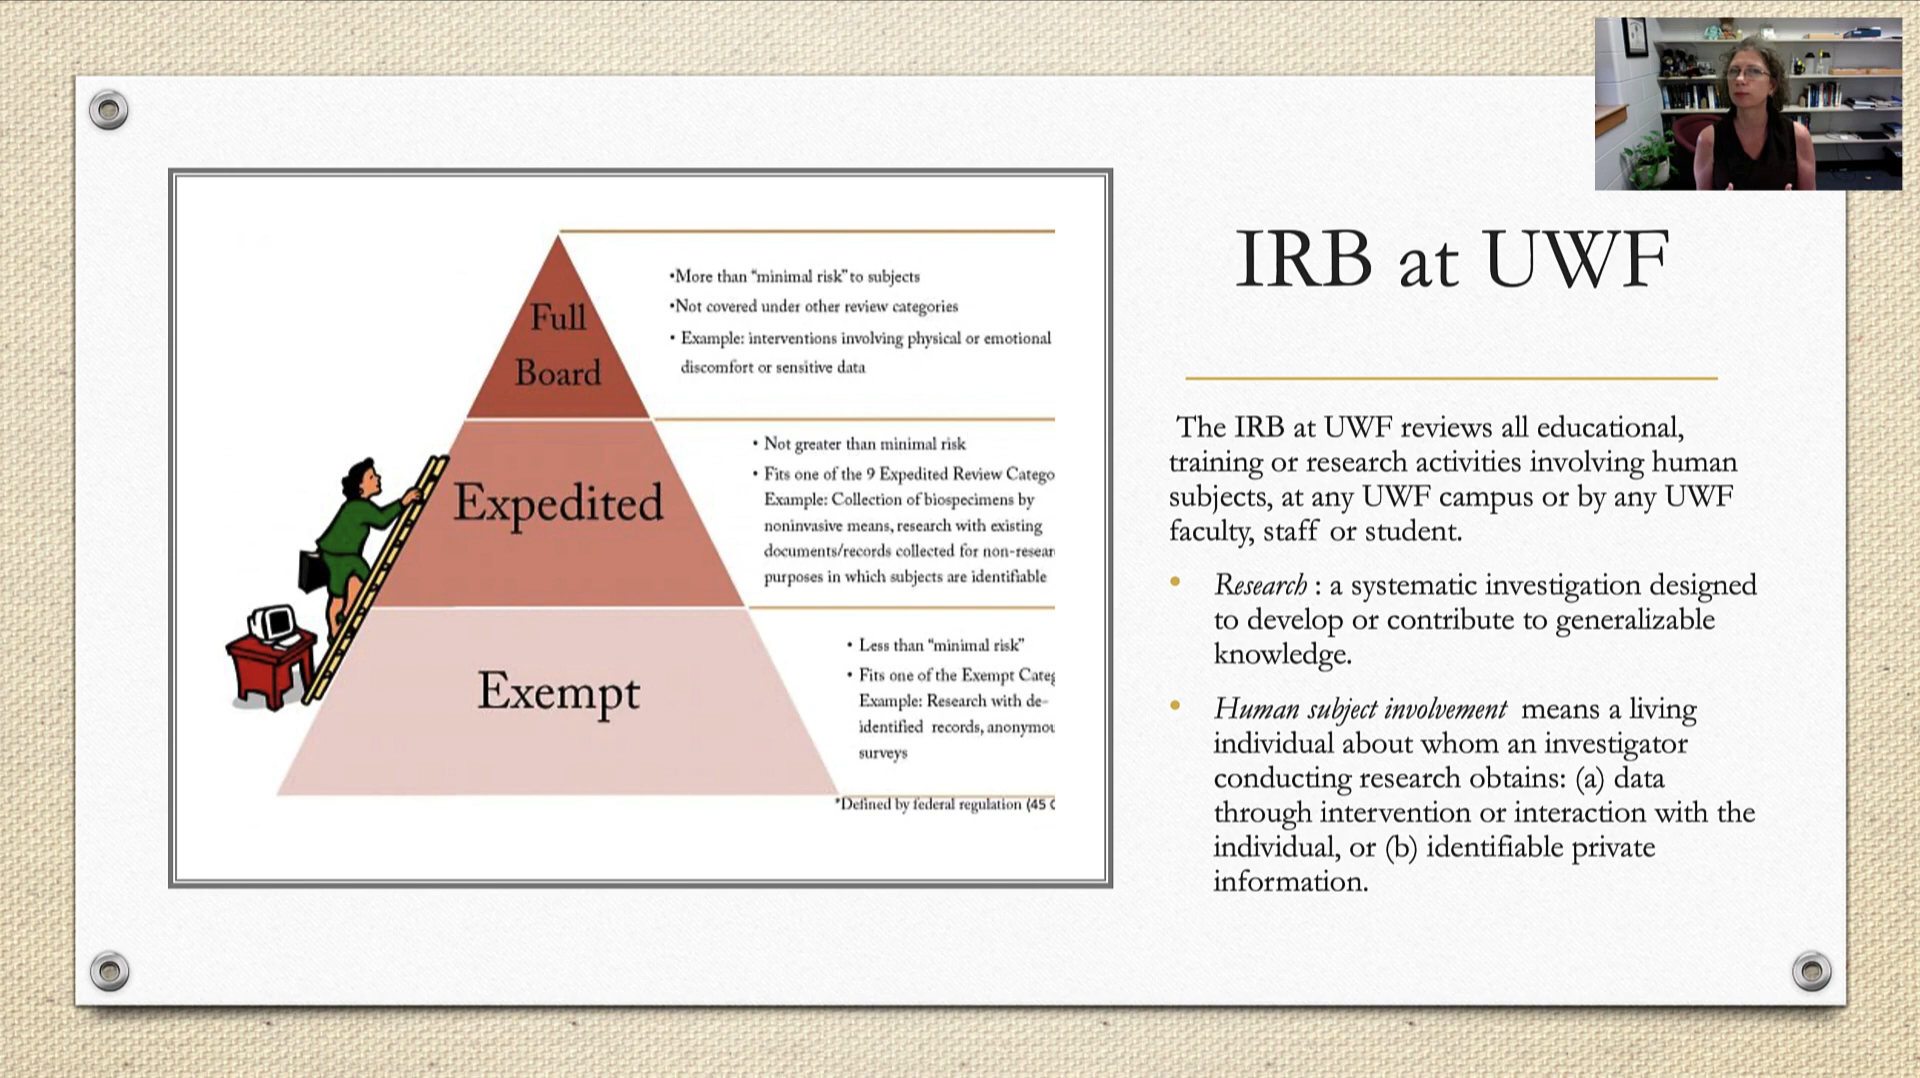 Full
Board
•More than “minimal risk” to subjects
•Not covered under other review categories
• Example: interventions involving physical or emotional
discomfort or sensitive data
Expedited
• Not greater than minimal risk
• Fits one of the 9 Expedited Review Catego
Example: Collection of biospecimens by
noninvasive means, research with existing
documents/records collected for non-resear
purposes in which subjects are identifiable
Exempt
• Less than “minimal risk”
• Fits one of the Exempt Categ
Example: Research with de-
identified records, anonymou
surveys
*Defined by federal regulation (45 C
IRB at UWF
The IRB at UWF reviews all educational,
training or research activities involving human
subjects, at any UWF campus or by any UWF
faculty, staff or student.
• Research : a systematic investigation designed
to develop or contribute to generalizable
knowledge.
• Human subject involvement means a living
individual about whom an investigator
conducting research obtains: (a) data
through intervention or interaction with the
individual, or (b) identifiable private
information.